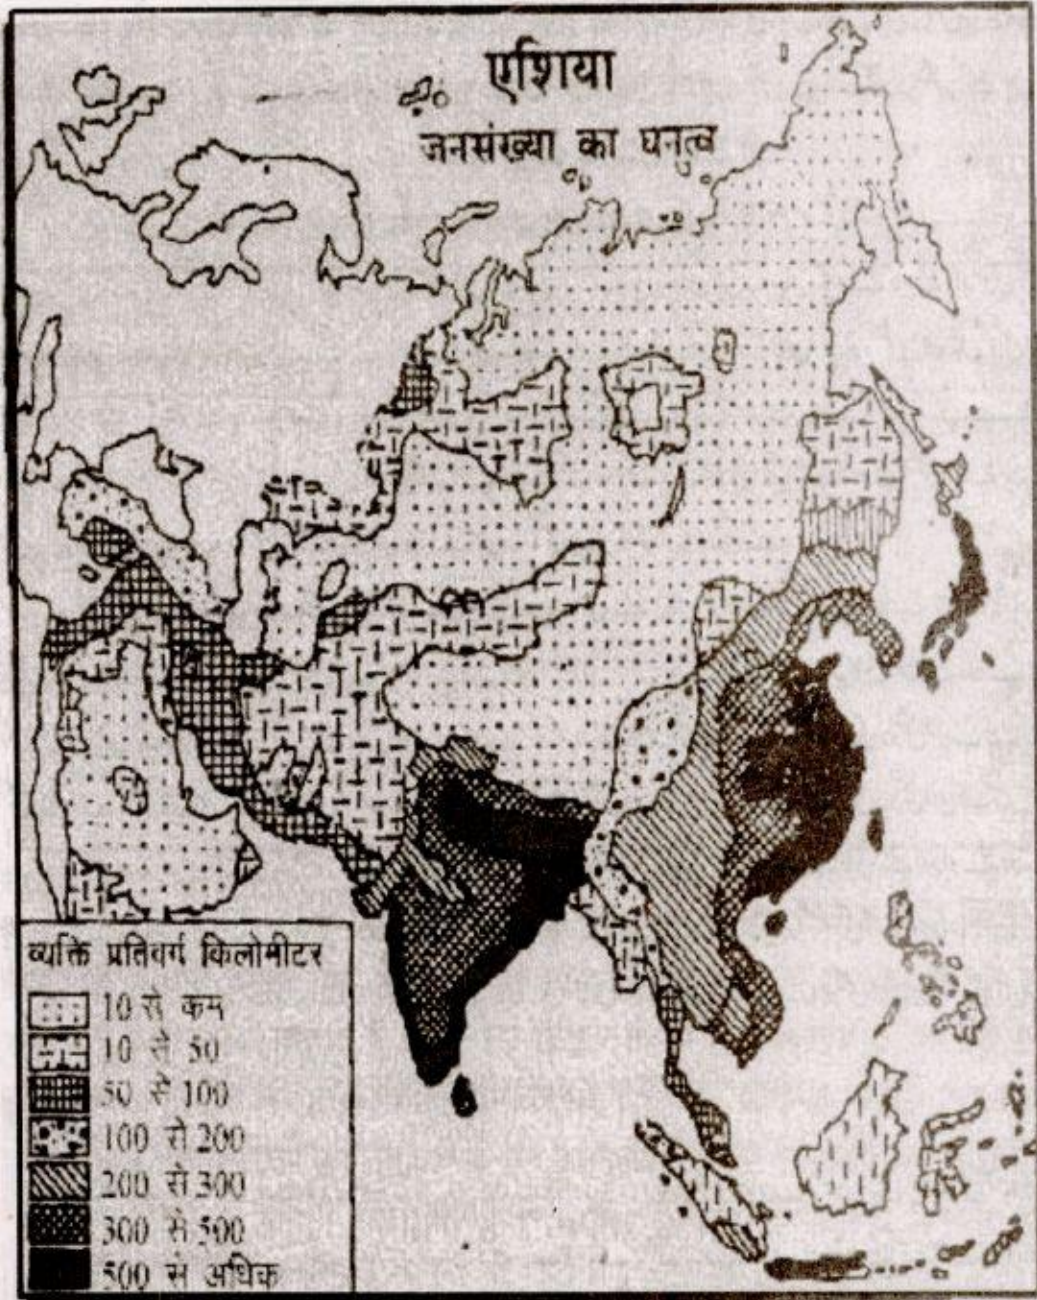 एशिया
जनसंख्या का घनत्व
व्यक्ति प्रतिवर्ग किलोमीटर
10 से कम
10 से 50
50 से 100
100 से 200
200 से 300
300 से 500
500 स अधिक